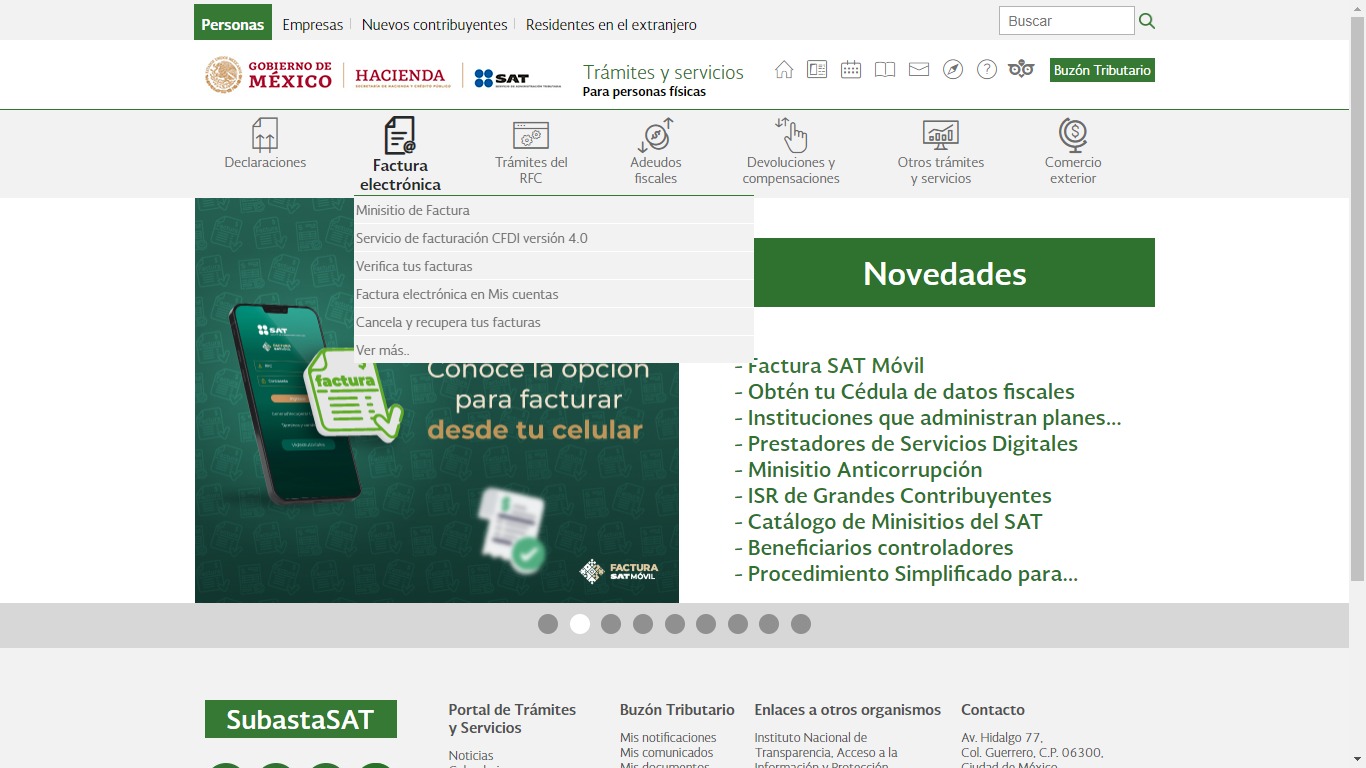 Personas
Empresas
Nuevos contribuyentes
Residentes en el extranjero
Buscar
GOBIERNO DE
MÉXICO
HACIENDA
SECRETARÍA DE HACIENDA Y CRÉDITO PÚBLICO
SAT
SERVICIO DE ADMINISTRACIÓN TRIBUTARIA
Trámites y servicios
Para personas físicas
Buzón Tributario
Declaraciones
Factura
electrónica
Trámites del
RFC
Adeudos
fiscales
Devoluciones y
compensaciones
Otros trámites
y servicios
Comercio
exterior
Minisitio de Factura
Servicio de facturación CFDI versión 4.0
Verifica tus facturas
Factura electrónica en Mis cuentas
Cancela y recupera tus facturas
Ver más..
SAT
factura
Conoce la opción
para facturar
desde tu celular
FACTURA
SAT MÓVIL
Novedades
- Factura SAT Móvil
- Obtén tu Cédula de datos fiscales
- Instituciones que administran planes...
- Prestadores de Servicios Digitales
- Minisitio Anticorrupción
- ISR de Grandes Contribuyentes
- Catálogo de Minisitios del SAT
- Beneficiarios controladores
- Procedimiento Simplificado para...
SubastaSAT
Portal de Trámites
y Servicios
Noticias
Buzón Tributario
Mis notificaciones
Mis comunicados
Mis documentos
Enlaces a otros organismos
Instituto Nacional de
Transparencia, Acceso a la
Información y Protección
Contacto
Av. Hidalgo 77,
Col. Guerrero, C.P. 06300,
Ciudad de México